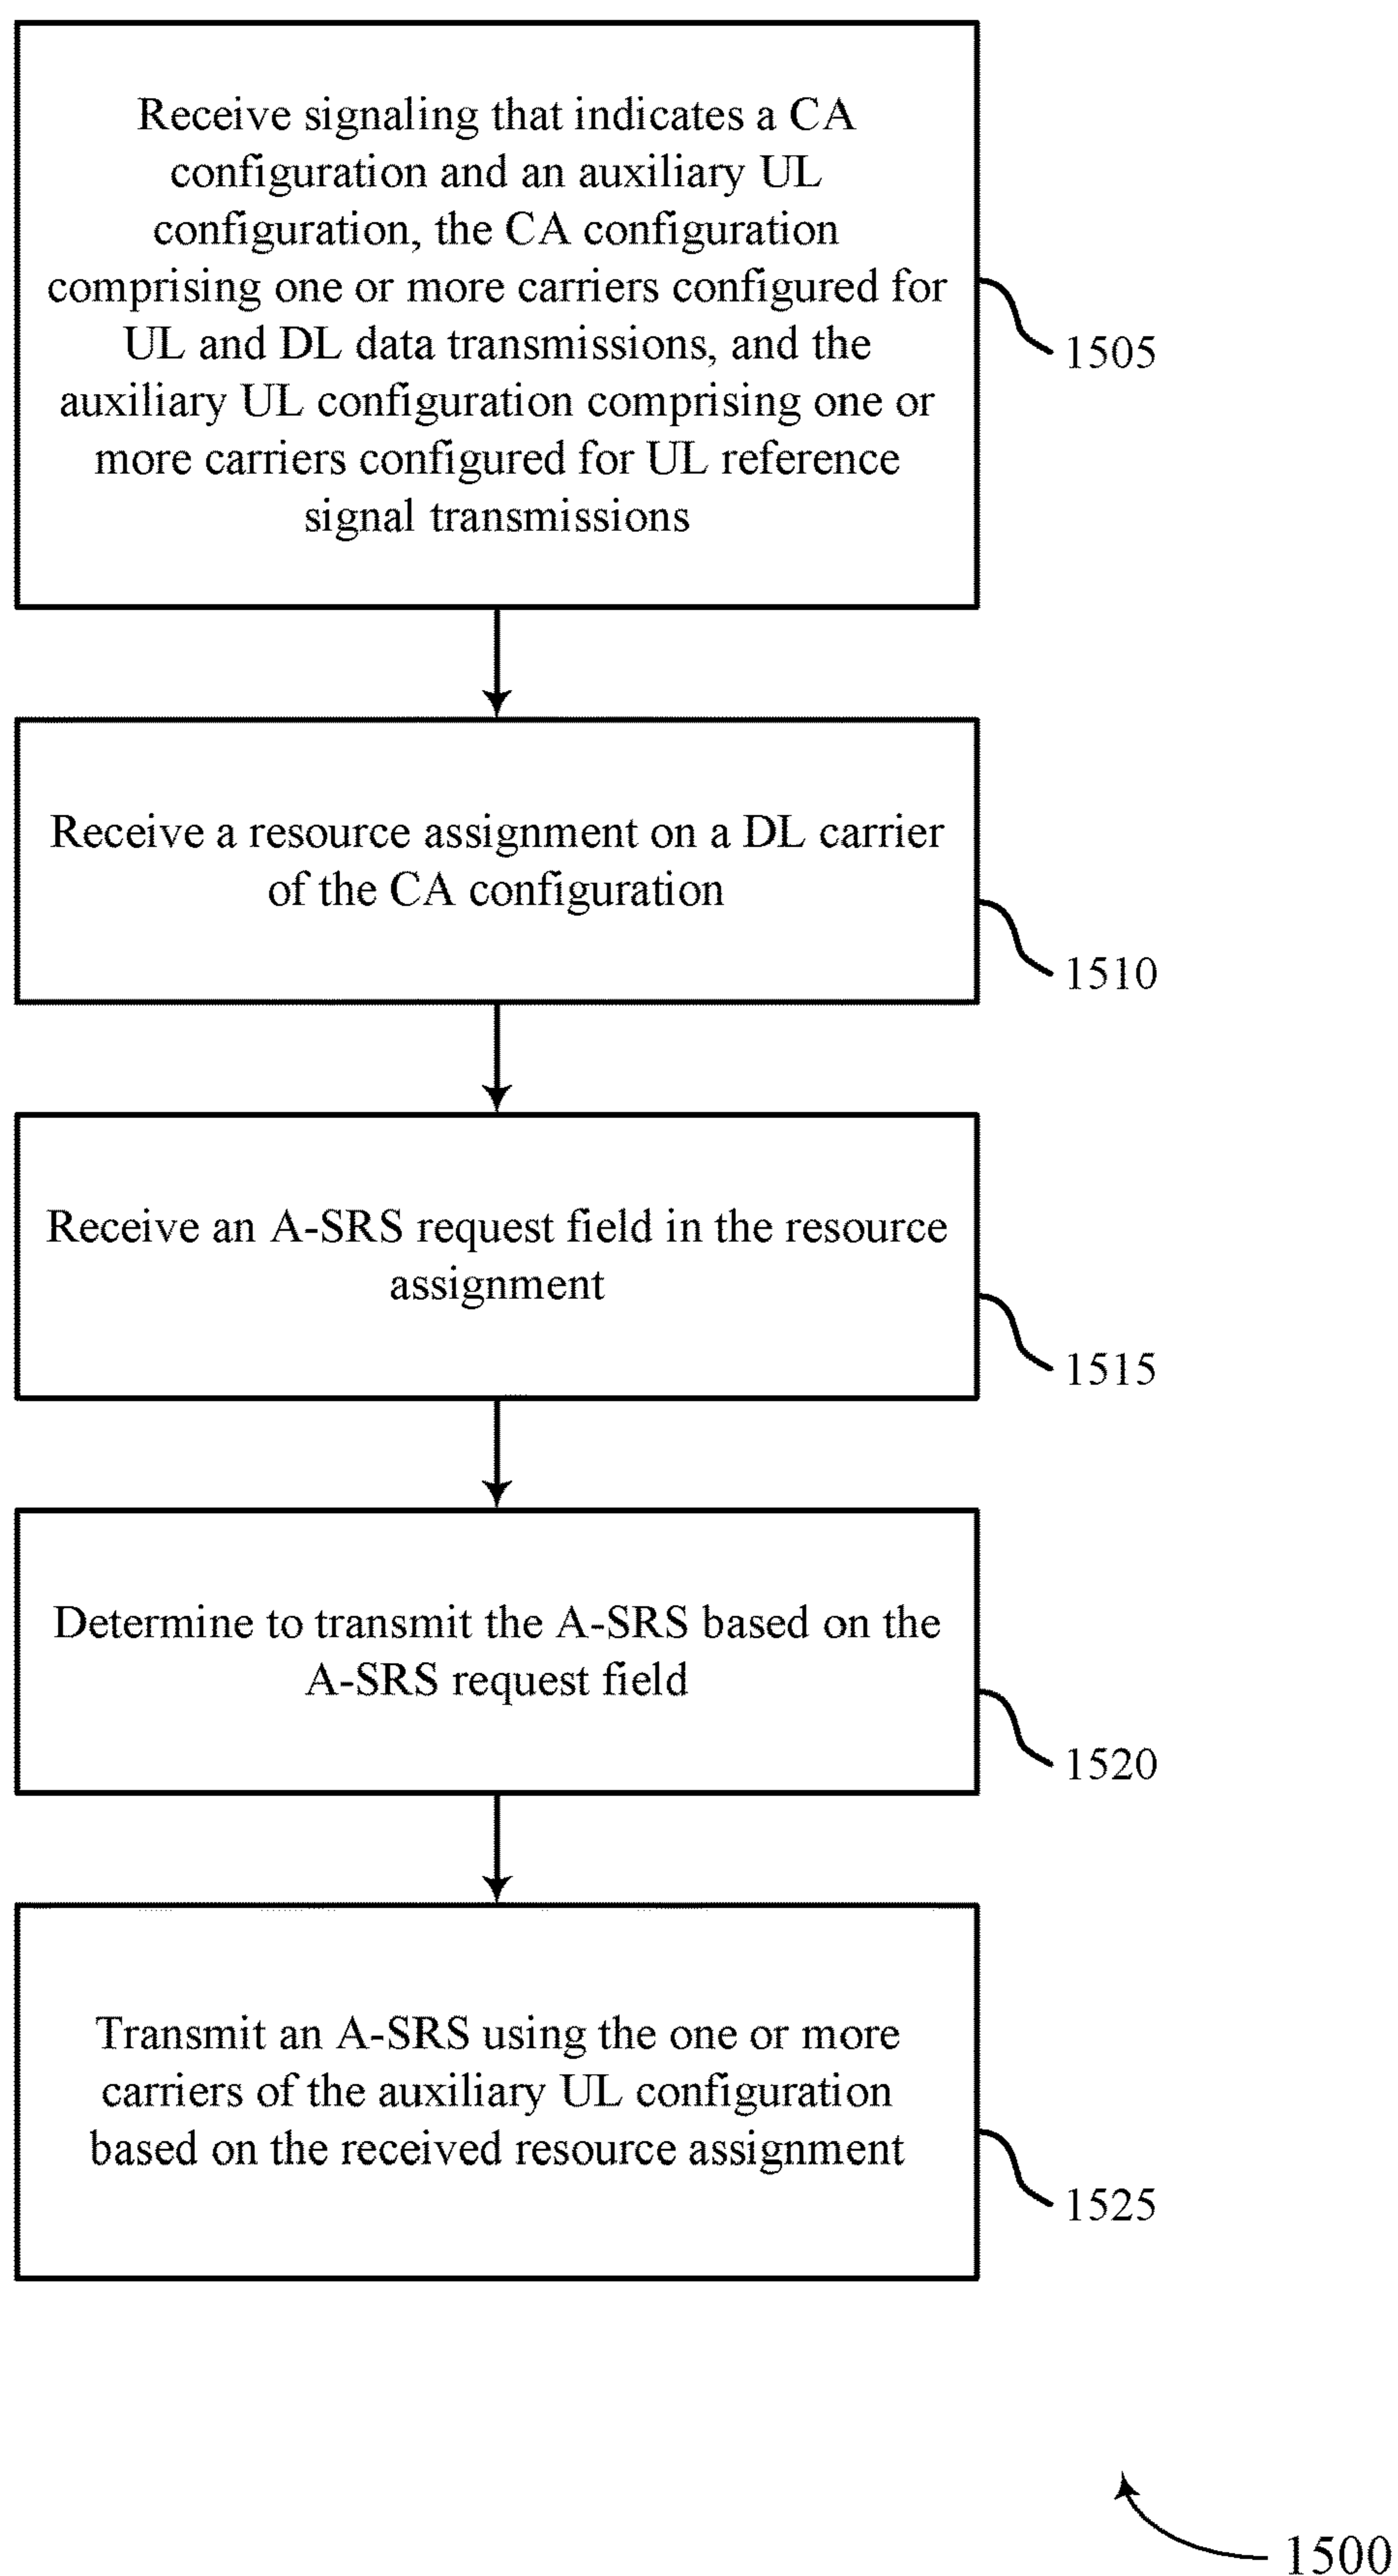 Receive signaling that indicates a CA
configuration and an auxiliary UL
configuration, the CA configuration
comprising one or more carriers configured for
UL and DL data transmissions, and the
auxiliary UL configuration comprising one or
more carriers configured for UL reference
signal transmissions
1505
Receive a resource assignment on a DL carrier
of the CA configuration
1510
Receive an A-SRS request field in the resource
assignment
1515
Determine to transmit the A-SRS based on the
A-SRS request field
1520
Transmit an A-SRS using the one or more
carriers of the auxiliary UL configuration
based on the received resource assignment
1525
1500